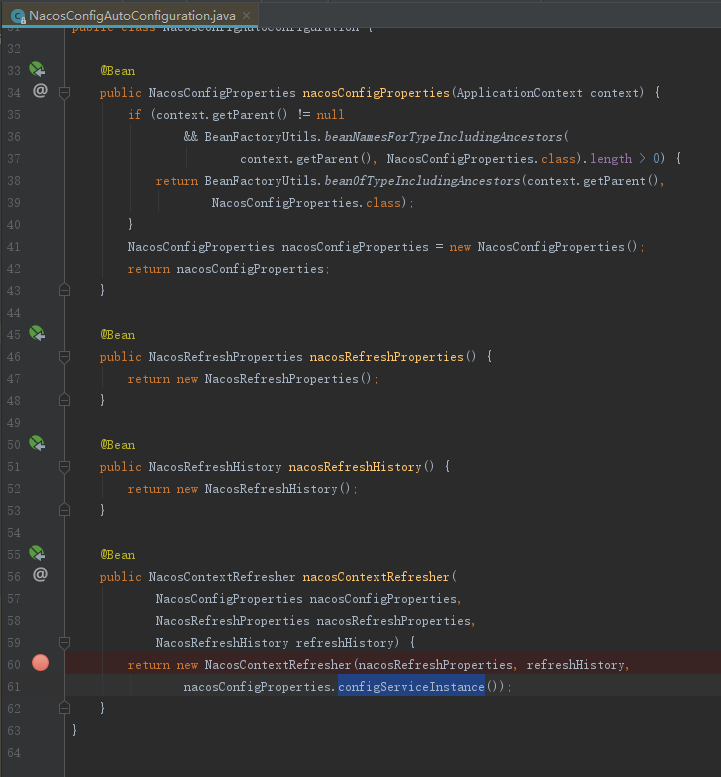 NacosConfigAutoConfiguration.java
31 public class NacosConfigAutoConfiguration {
32
33 @Bean
34 public NacosConfigProperties nacosConfigProperties(ApplicationContext context) {
35 if (context.getParent() != null
36 && BeanFactoryUtils.beanNamesForTypeIncludingAncestors(
37 context.getParent(), NacosConfigProperties.class).length > 0) {
38 return BeanFactoryUtils.beanOfTypeIncludingAncestors(context.getParent(),
39 NacosConfigProperties.class);
40 }
41 NacosConfigProperties nacosConfigProperties = new NacosConfigProperties();
42 return nacosConfigProperties;
43 }
44
45 @Bean
46 public NacosRefreshProperties nacosRefreshProperties() {
47 return new NacosRefreshProperties();
48 }
49
50 @Bean
51 public NacosRefreshHistory nacosRefreshHistory() {
52 return new NacosRefreshHistory();
53 }
54
55 @Bean
56 public NacosContextRefresher nacosContextRefresher(
57 NacosConfigProperties nacosConfigProperties,
58 NacosRefreshProperties nacosRefreshProperties,
59 NacosRefreshHistory refreshHistory) {
60 return new NacosContextRefresher(nacosRefreshProperties, refreshHistory,
61 nacosConfigProperties.configServiceInstance());
62 }
63 }
64